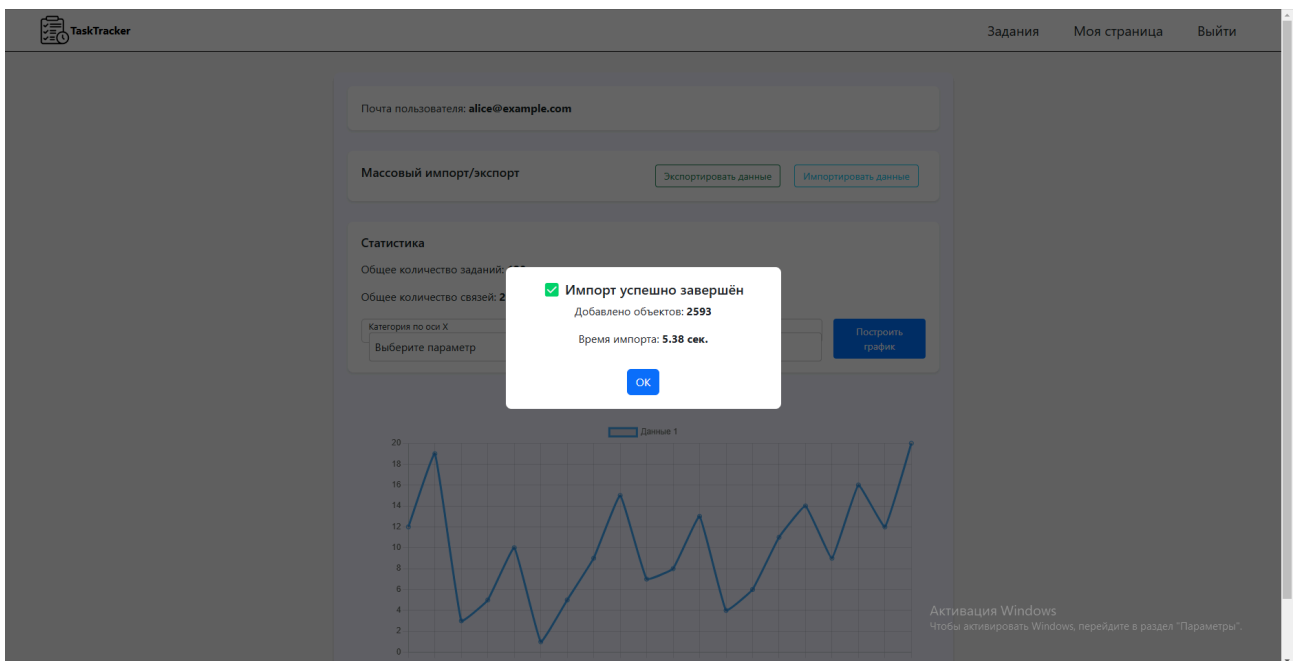 TaskTracker
Задания Моя страница Выйти
Почта пользователя: alice@example.com
Массовый импорт/экспорт Экспортировать данные Импортировать данные
Статистика
Общее количество заданий:
Общее количество связей: 2
✅ Импорт успешно завершён
Добавлено объектов: 2593
Время импорта: 5.38 сек.
ОК
Категория по оси X
Выберите параметр
Построить
график
Данные 1
20
18
16
14
12
10
8
6
4
2
0
Активация Windows
Чтобы активировать Windows, перейдите в раздел "Параметры".